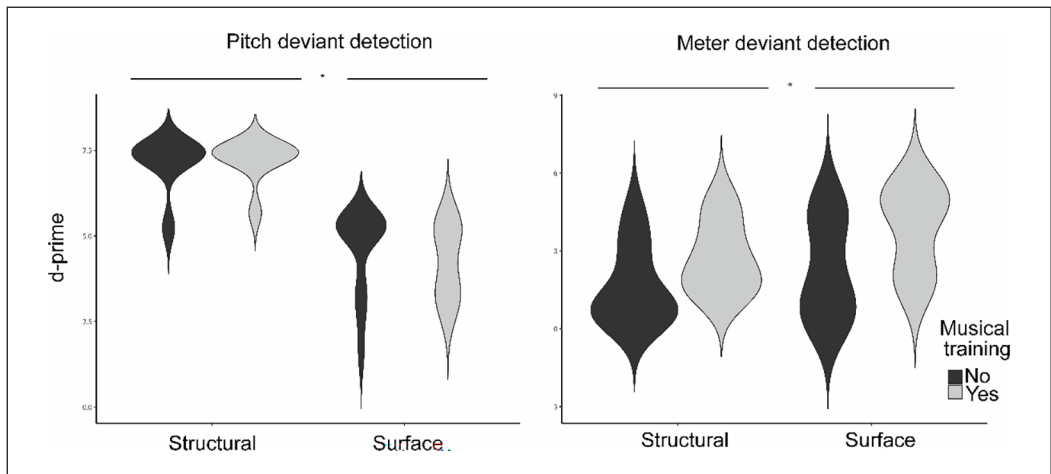 Pitch deviant detection
Meter deviant detection
*
*
d-prime
7.5
5.0
2.5
0.0
9
6
3
0
3
Structural
Surface
Structural
Surface
Musical
training
No
Yes